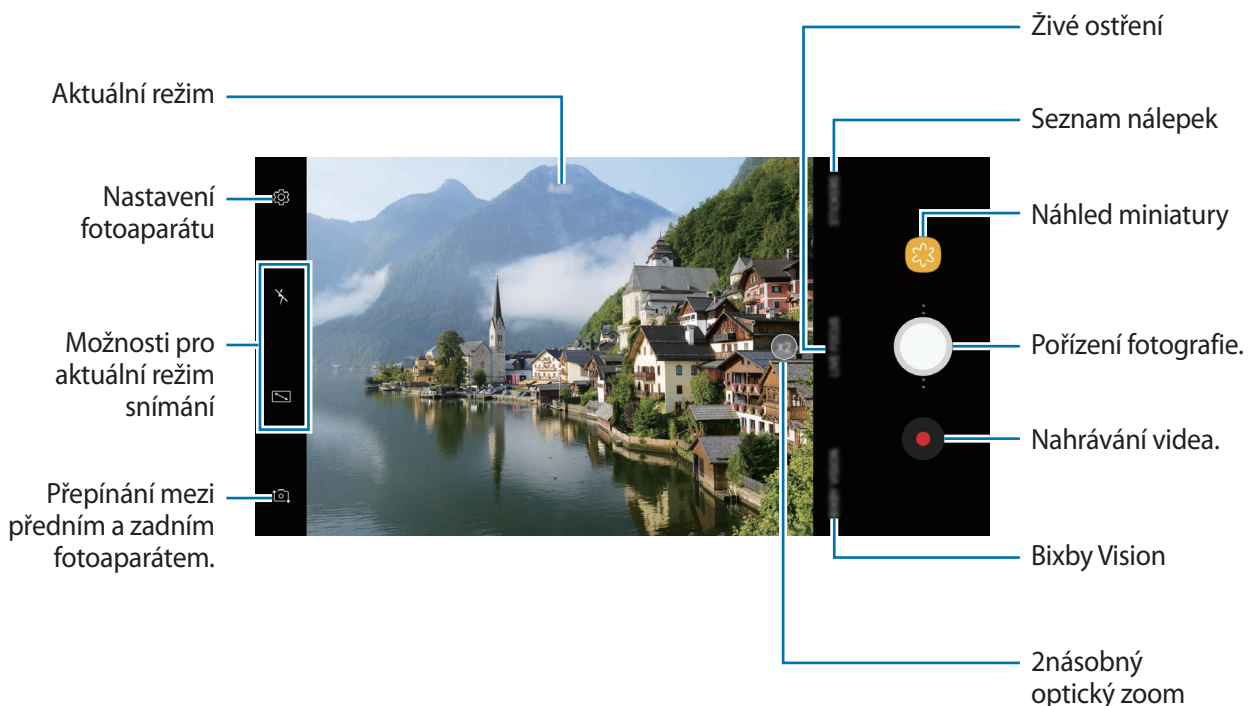 Živé ostření
Aktuální režim
Seznam nálepek
Nastavení
fotoaparátu
Náhled miniatury
Možnosti pro
aktuální režim
snímání
Pořízení fotografie.
Nahrávání videa.
Přepínání mezi
předním a zadním
fotoaparátem.
Bixby Vision
2násobný
optický zoom